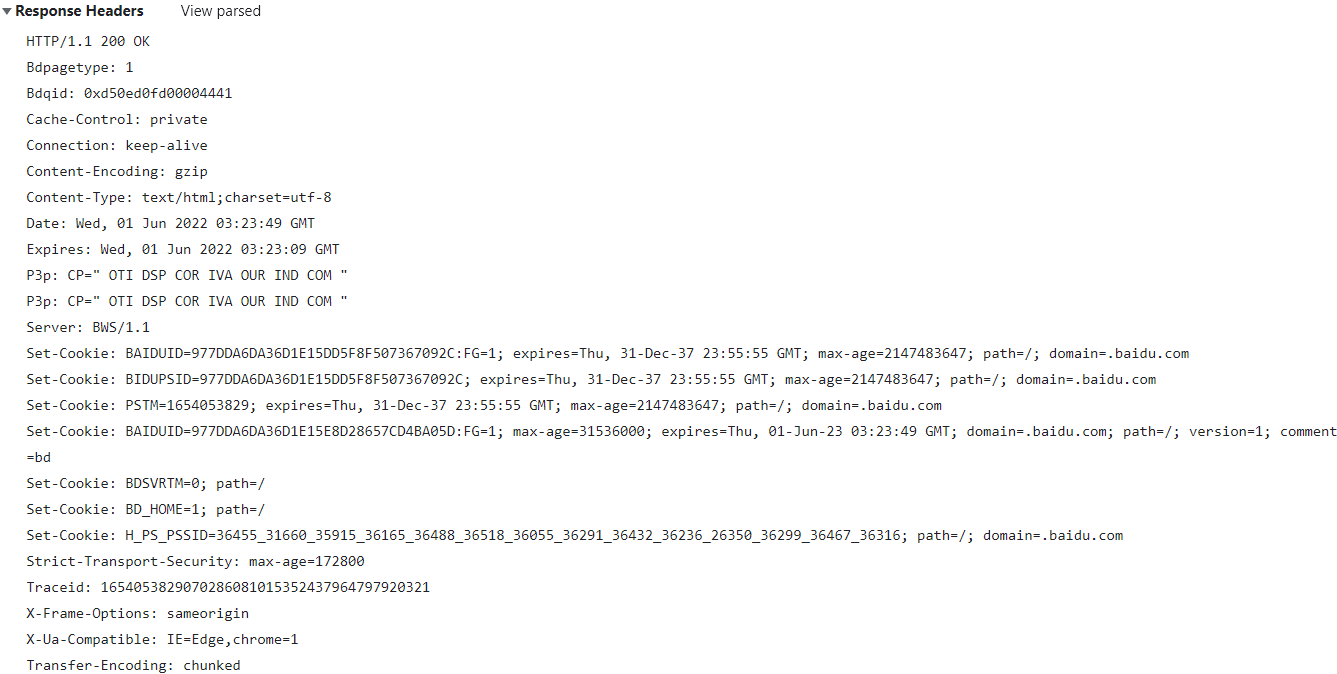 Response Headers View parsed
HTTP/1.1 200 OK
Bdpagetype: 1
Bdqid: 0xd50ed0fd00004441
Cache-Control: private
Connection: keep-alive
Content-Encoding: gzip
Content-Type: text/html;charset=utf-8
Date: Wed, 01 Jun 2022 03:23:49 GMT
Expires: Wed, 01 Jun 2022 03:23:09 GMT
P3p: CP=" OTI DSP COR IVA OUR IND COM "
P3p: CP=" OTI DSP COR IVA OUR IND COM "
Server: BWS/1.1
Set-Cookie: BAIDUID=977DDA6DA36D1E15DD5F8F507367092C:FG=1; expires=Thu, 31-Dec-37 23:55:55 GMT; max-age=2147483647; path=/; domain=.baidu.com
Set-Cookie: BIDUPSID=977DDA6DA36D1E15DD5F8F507367092C; expires=Thu, 31-Dec-37 23:55:55 GMT; max-age=2147483647; path=/; domain=.baidu.com
Set-Cookie: PSTM=1654053829; expires=Thu, 31-Dec-37 23:55:55 GMT; max-age=2147483647; path=/; domain=.baidu.com
Set-Cookie: BAIDUID=977DDA6DA36D1E15E8D28657CD4BA05D:FG=1; max-age=31536000; expires=Thu, 01-Jun-23 03:23:49 GMT; domain=.baidu.com; path=/; version=1; comment
=bd
Set-Cookie: BDSVRTM=0; path=/
Set-Cookie: BD_HOME=1; path=/
Set-Cookie: H_PS_PSSID=36455_31660_35915_36165_36488_36518_36055_36291_36432_36236_26350_36299_36467_36316; path=/; domain=.baidu.com
Strict-Transport-Security: max-age=172800
Traceid: 1654053829070286081015352437964797920321
X-Frame-Options: sameorigin
X-Ua-Compatible: IE=Edge,chrome=1
Transfer-Encoding: chunked